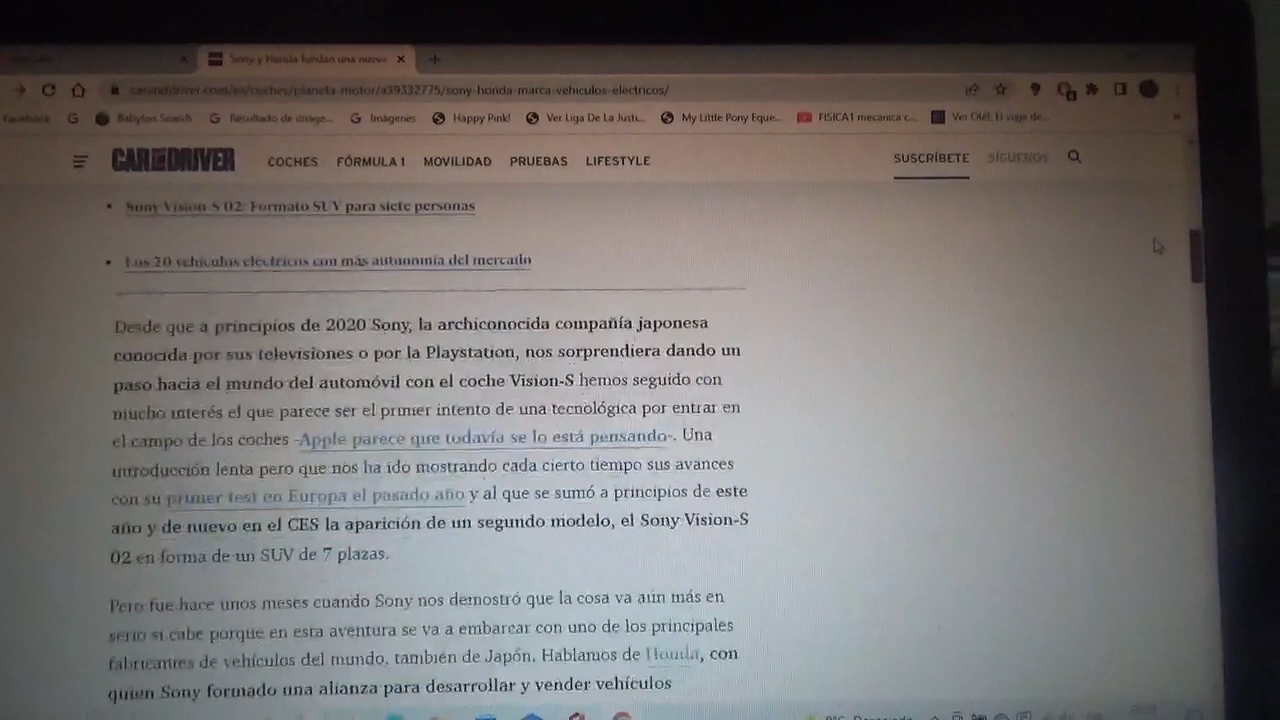 Sony y Honda fundan una nueva
caranddriver.com/es/coches/planeta-motor/a39332775/sony-honda-marca-vehiculos-electricos/
Facebook Babylon Search Resultado de image... Imágenes Happy Pink! Ver Liga De La Justi... My Little Pony Eque... FISICA1 mecanica c... Ver Olé!: El viaje de...
CAR AND DRIVER COCHES FÓRMULA 1 MOVILIDAD PRUEBAS LIFESTYLE SUSCRÍBETE SÍGUENOS
Sony Vision-S 02: Formato SUV para siete personas
Los 20 vehículos eléctricos con más autonomía del mercado
Desde que a principios de 2020 Sony, la archiconocida compañía japonesa
conocida por sus televisiones o por la Playstation, nos sorprendiera dando un
paso hacia el mundo del automóvil con el coche Vision-S hemos seguido con
mucho interés el que parece ser el primer intento de una tecnológica por entrar en
el campo de los coches -Apple parece que todavía se lo está pensando-. Una
introducción lenta pero que nos ha ido mostrando cada cierto tiempo sus avances
con su primer test en Europa el pasado año y al que se sumó a principios de este
año y de nuevo en el CES la aparición de un segundo modelo, el Sony Vision-S
02 en forma de un SUV de 7 plazas.
Pero fue hace unos meses cuando Sony nos demostró que la cosa va aún más en
serio si cabe porque en esta aventura se va a embarcar con uno de los principales
fabricantes de vehículos del mundo, también de Japón. Hablamos de Honda, con
quien Sony formado una alianza para desarrollar y vender vehículos